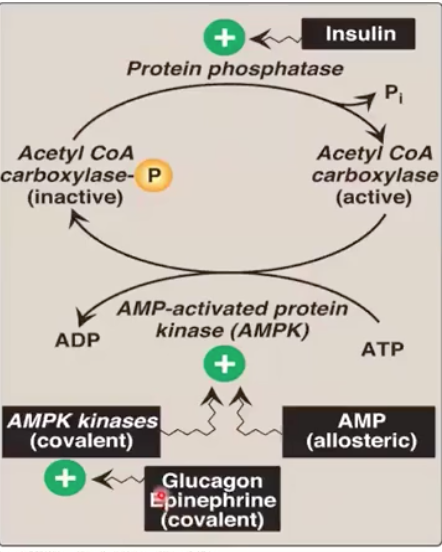 +
Insulin
Protein phosphatase
Pi
Acetyl CoA
carboxylase- P
(inactive)
Acetyl CoA
carboxylase
(active)
AMP-activated protein
kinase (AMPK)
ADP
ATP
+
AMPK kinases
(covalent)
AMP
(allosteric)
+
Glucagon
Epinephrine
(covalent)